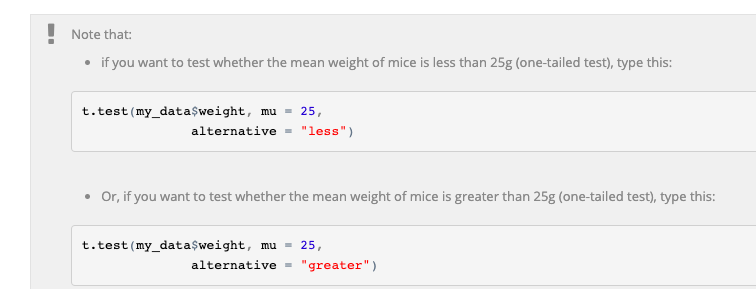 Note that:
• if you want to test whether the mean weight of mice is less than 25g (one-tailed test), type this:
t.test(my_data$weight, mu = 25,
alternative = "less")
• Or, if you want to test whether the mean weight of mice is greater than 25g (one-tailed test), type this:
t.test(my_data$weight, mu = 25,
alternative = "greater")